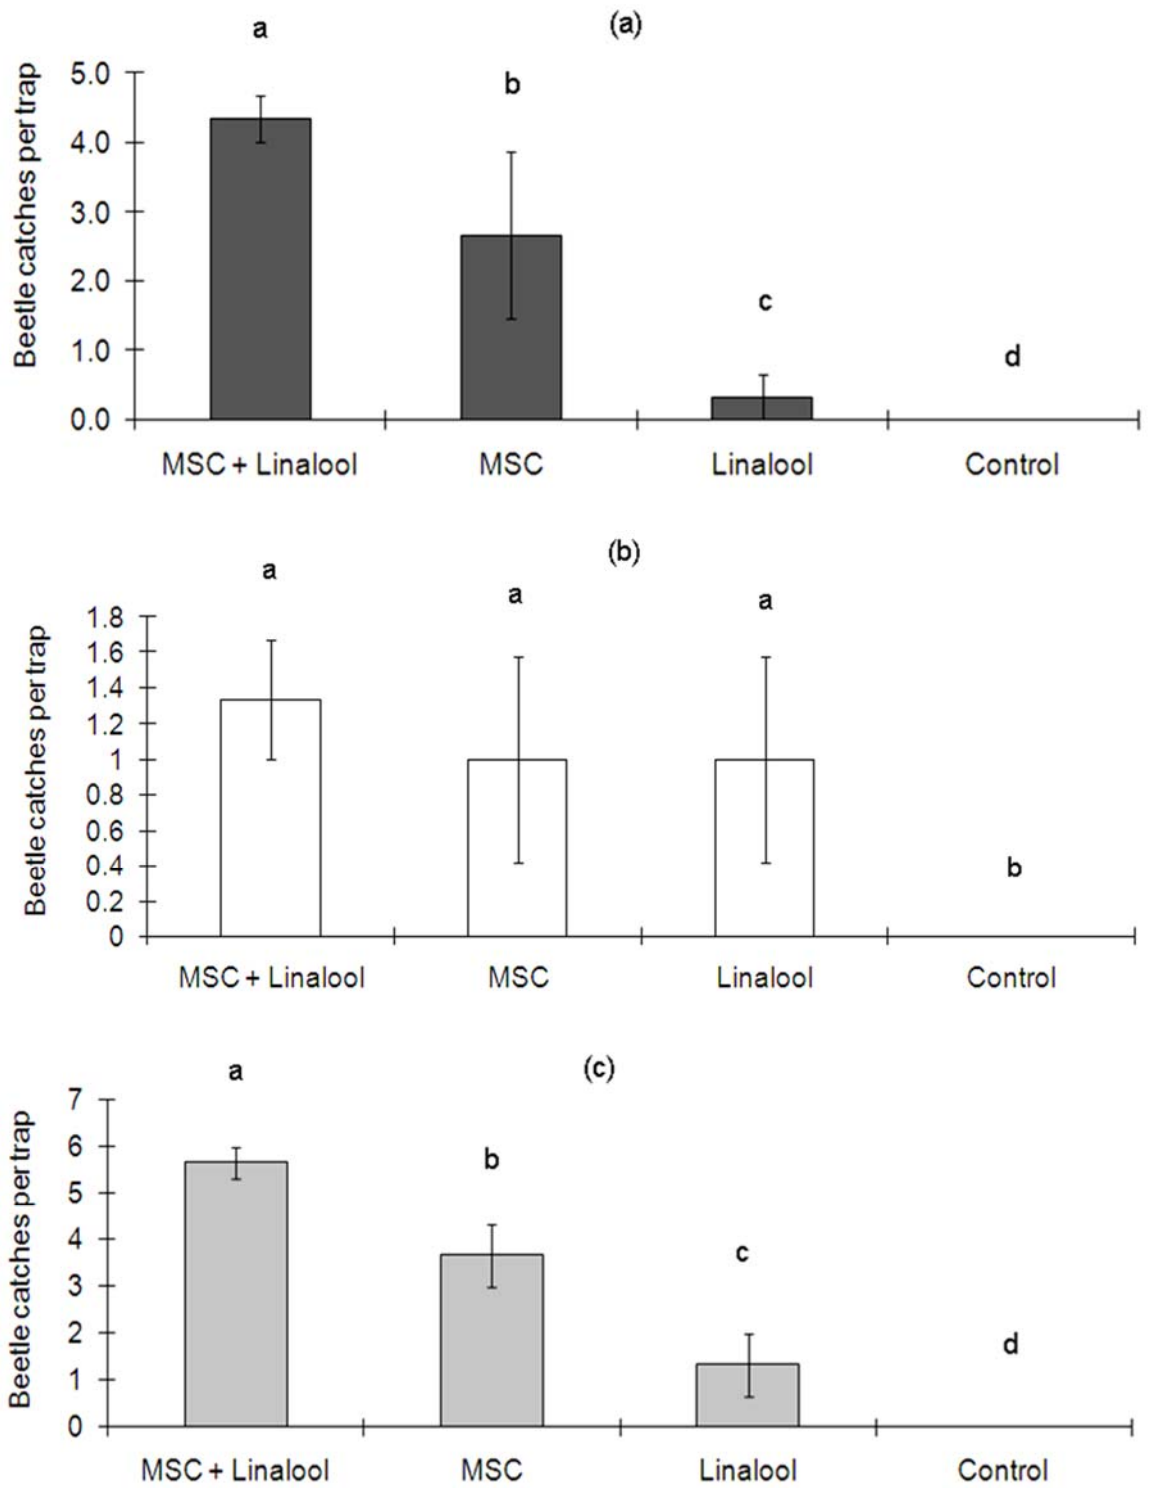 (a)
a
b
c
d
Beetle catches per trap
5.0
4.0
3.0
2.0
1.0
0.0
MSC + Linalool
MSC
Linalool
Control
(b)
a
a
a
b
Beetle catches per trap
1.8
1.6
1.4
1.2
1
0.8
0.6
0.4
0.2
0
MSC + Linalool
MSC
Linalool
Control
(c)
a
b
c
d
Beetle catches per trap
7
6
5
4
3
2
1
0
MSC + Linalool
MSC
Linalool
Control